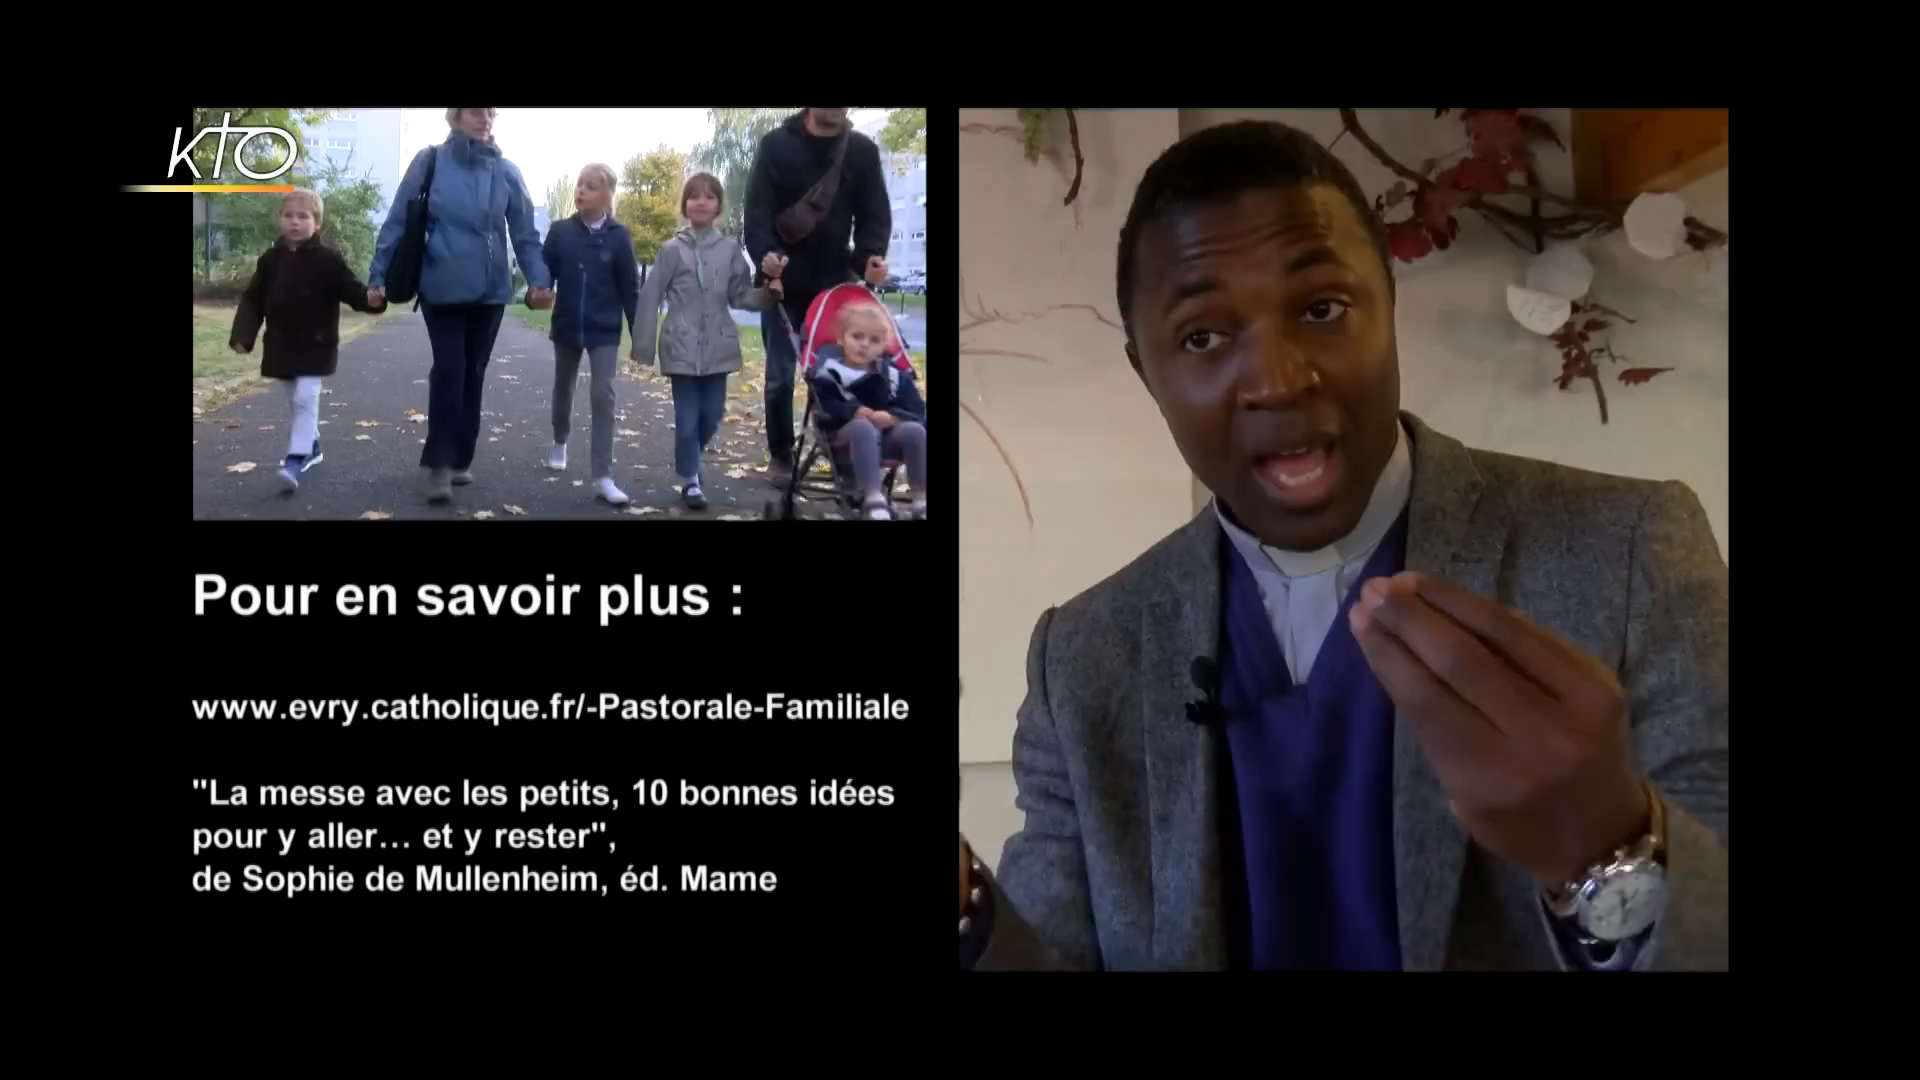 KTO
Pour en savoir plus :
www.evry.catholique.fr/-Pastorale-Familiale
"La messe avec les petits, 10 bonnes idées
pour y aller... et y rester",
de Sophie de Mullenheim, éd. Mame